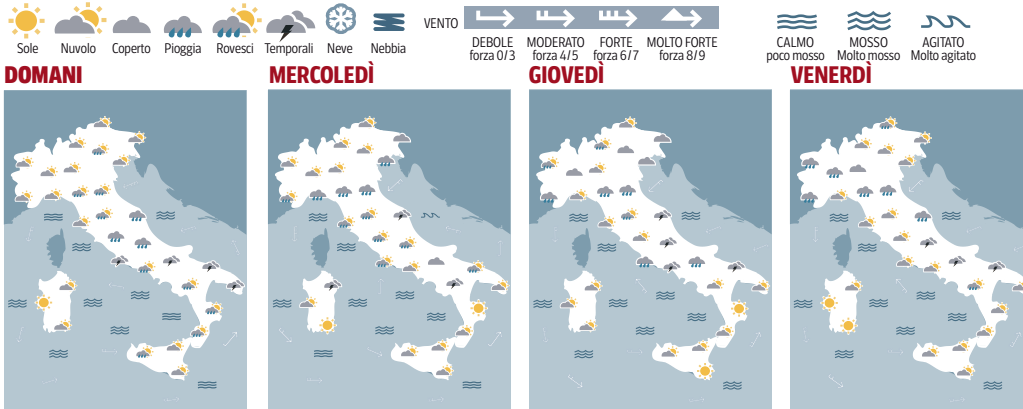 Sole Nuvolo Coperto Pioggia Rovesci Temporali Neve Nebbia
VENTO
DEBOLE MODERATO FORTE MOLTO FORTE
forza 0/3 forza 4/5 forza 6/7 forza 8/9
CALMO MOSSO AGITATO
poco mosso Molto mosso Molto agitato
DOMANI MERCOLEDÌ GIOVEDÌ VENERDÌ